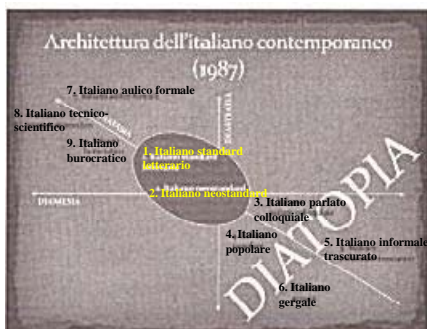 Architettura dell'italiano contemporaneo
(1987)
7. Italiano aulico formale
8. Italiano tecnico-
scientifico
9. Italiano
burocratico
DIAFASIA
DIASTRATIA
1. Italiano standard
letterario
2. Italiano neostandard
DIAMESIA
3. Italiano parlato
colloquiale
4. Italiano
popolare
5. Italiano informale
trascurato
6. Italiano
gergale
DIATOPIA